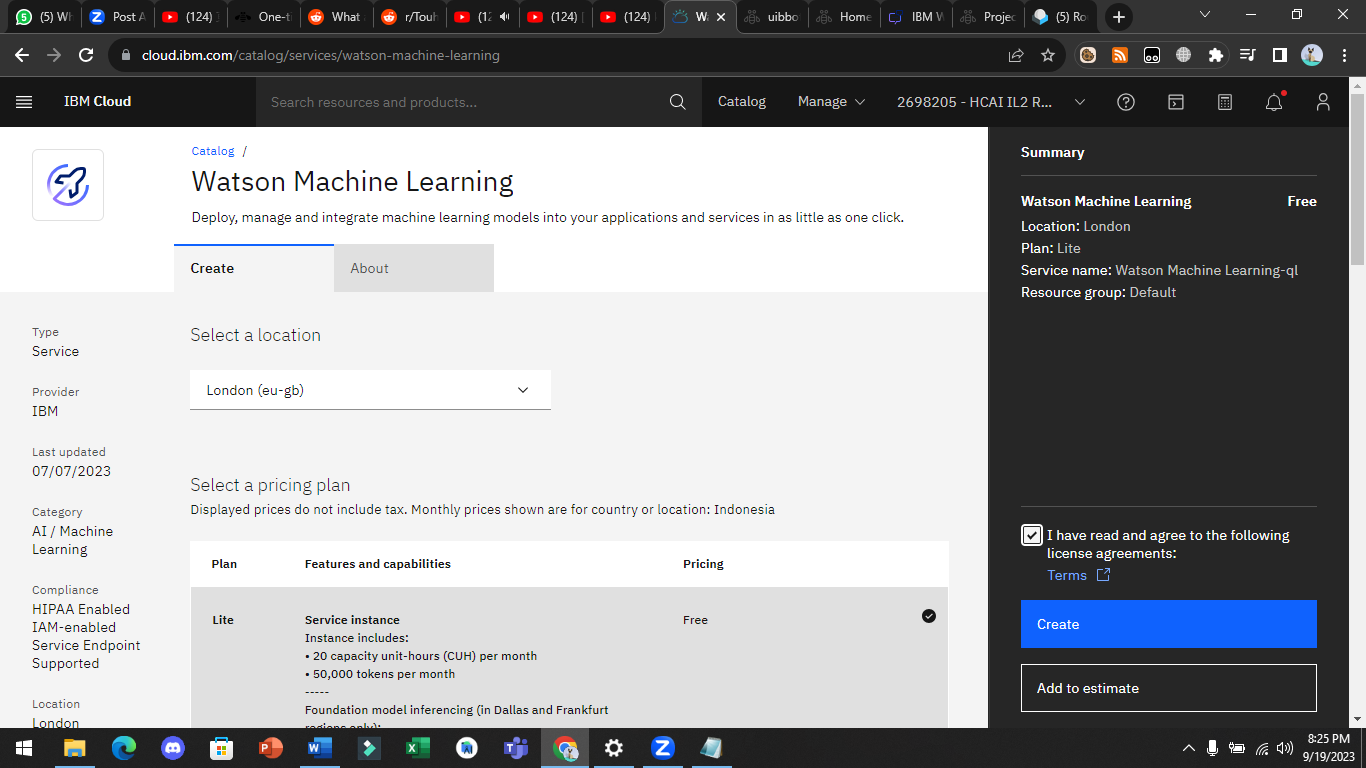 (5) Wh
Post A
(124)
One-t
What
r/Touh
(12
(124)
(124)
Wa
uibbo
Home
IBM W
Projec
(5) Ro
cloud.ibm.com/catalog/services/watson-machine-learning
IBM Cloud
Search resources and products...
Catalog
Manage
2698205 - HCAI IL2 R...
Catalog /
Watson Machine Learning
Deploy, manage and integrate machine learning models into your applications and services in as little as one click.
Create
About
Type
Service
Provider
IBM
Last updated
07/07/2023
Category
AI / Machine
Learning
Compliance
HIPAA Enabled
IAM-enabled
Service Endpoint
Supported
Location
London
Select a location
London (eu-gb)
Select a pricing plan
Displayed prices do not include tax. Monthly prices shown are for country or location: Indonesia
Plan
Features and capabilities
Pricing
Lite
Service instance
Free
Instance includes:
• 20 capacity unit-hours (CUH) per month
• 50,000 tokens per month
-----
Foundation model inferencing (in Dallas and Frankfurt
regions only):
Summary
Watson Machine Learning
Free
Location: London
Plan: Lite
Service name: Watson Machine Learning-ql
Resource group: Default
I have read and agree to the following
license agreements:
Terms
Create
Add to estimate
8:25 PM
9/19/2023